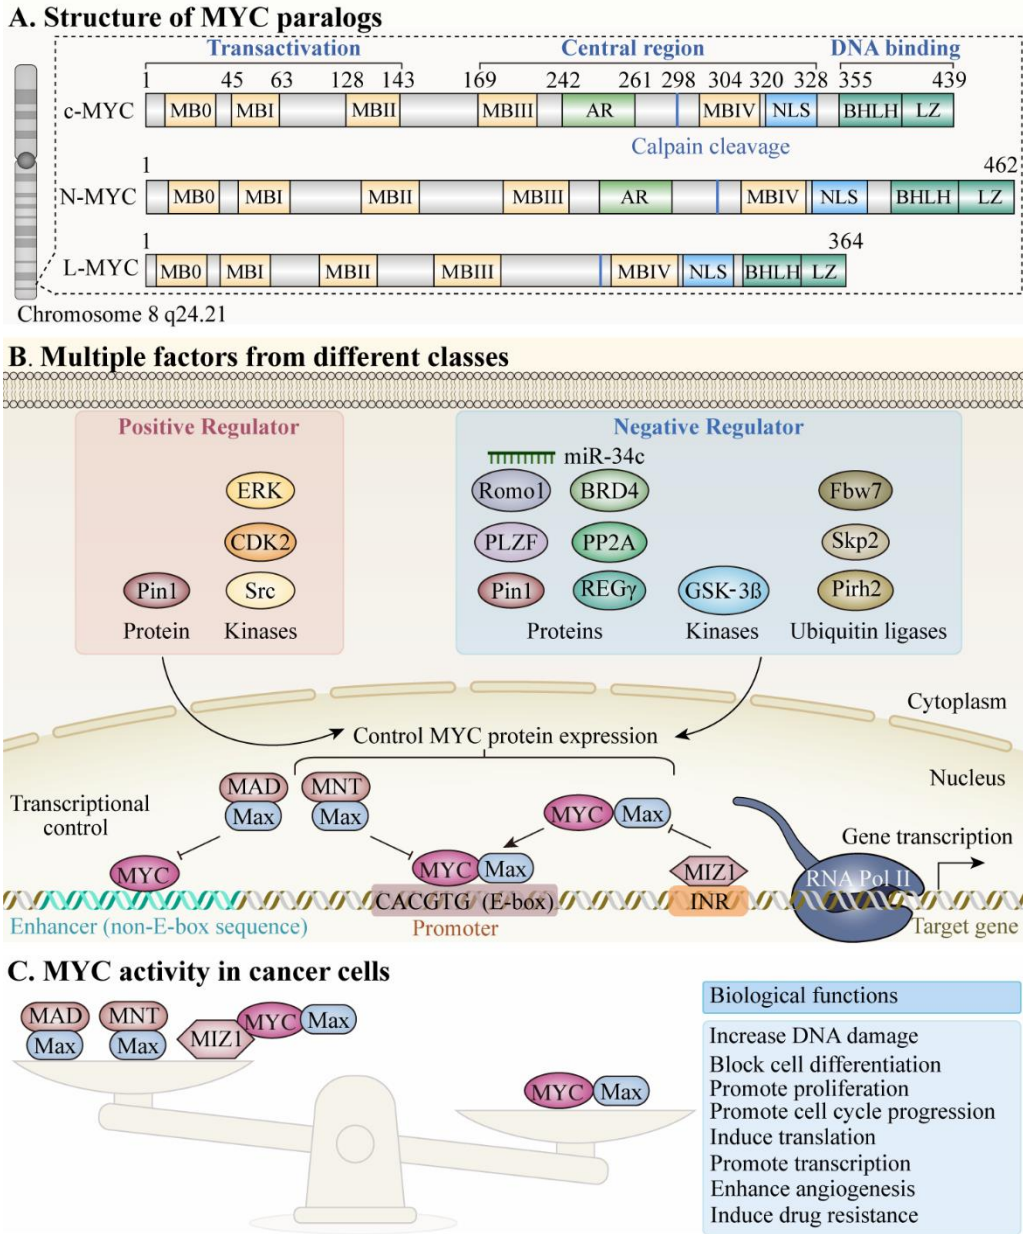 A. Structure of MYC paralogs
Transactivation Central region DNA binding
1 45 63 128 143 169 242 261 298 304 320 328 355 439
c-MYC MB0 MBI MBII MBIII AR MBIV NLS BHLH LZ
Calpain cleavage
1 462
N-MYC MB0 MBI MBII MBIII AR MBIV NLS BHLH LZ
1 364
L-MYC MB0 MBI MBII MBIII MBIV NLS BHLH LZ
Chromosome 8 q24.21
B. Multiple factors from different classes
Positive Regulator
ERK
CDK2
Pin1 Src
Protein Kinases
Negative Regulator
miR-34c
Romo1 BRD4 Fbw7
PLZF PP2A Skp2
Pin1 REGγ GSK-3ß Pirh2
Proteins Kinases Ubiquitin ligases
Cytoplasm
Control MYC protein expression
Nucleus
Transcriptional
control
MAD MNT
Max Max
MYC Max
Gene transcription
MYC
MYC Max
MIZ1
RNA Pol II
CACGTG (E-box)
INR
Enhancer (non-E-box sequence)
Promoter
Target gene
C. MYC activity in cancer cells
MAD MNT MYC Max
Max Max MIZ1
MYC Max
Biological functions
Increase DNA damage
Block cell differentiation
Promote proliferation
Promote cell cycle progression
Induce translation
Promote transcription
Enhance angiogenesis
Induce drug resistance